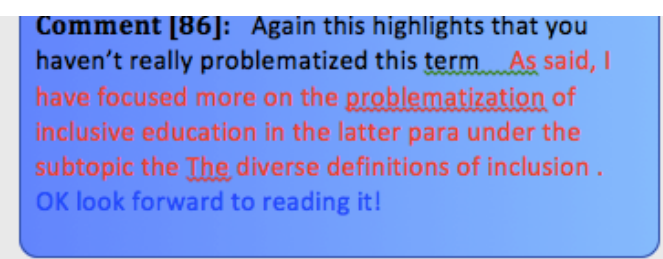 Comment [86]: Again this highlights that you
haven't really problematized this term As said, I
have focused more on the problematization of
inclusive education in the latter para under the
subtopic the The diverse definitions of inclusion .
OK look forward to reading it!